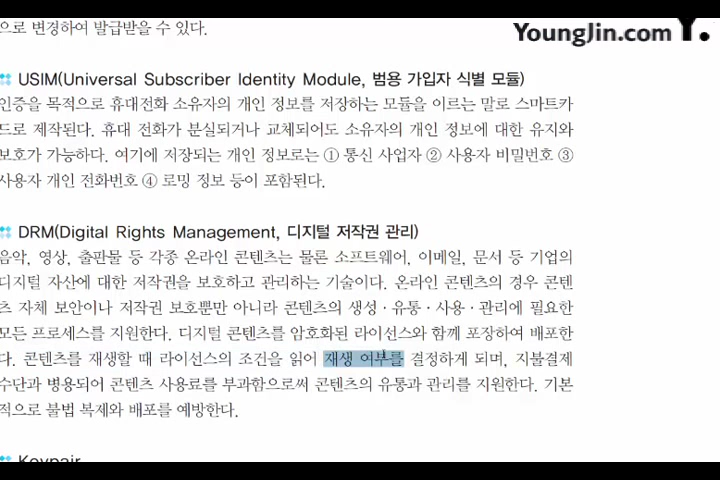 으로 변경하여 발급받을 수 있다.
YoungJin.com Y.
USIM(Universal Subscriber Identity Module, 범용 가입자 식별 모듈)
인증을 목적으로 휴대전화 소유자의 개인 정보를 저장하는 모듈을 이르는 말로 스마트카
드로 제작된다. 휴대 전화가 분실되거나 교체되어도 소유자의 개인 정보에 대한 유지와
보호가 가능하다. 여기에 저장되는 개인 정보로는 ① 통신 사업자 ② 사용자 비밀번호 ③
사용자 개인 전화번호 ④ 로밍 정보 등이 포함된다.
DRM(Digital Rights Management, 디지털 저작권 관리)
음악, 영상, 출판물 등 각종 온라인 콘텐츠는 물론 소프트웨어, 이메일, 문서 등 기업의
디지털 자산에 대한 저작권을 보호하고 관리하는 기술이다. 온라인 콘텐츠의 경우 콘텐
츠 자체 보안이나 저작권 보호뿐만 아니라 콘텐츠의 생성·유통·사용·관리에 필요한
모든 프로세스를 지원한다. 디지털 콘텐츠를 암호화된 라이선스와 함께 포장하여 배포한
다. 콘텐츠를 재생할 때 라이선스의 조건을 읽어 재생 여부를 결정하게 되며, 지불결제
수단과 병용되어 콘텐츠 사용료를 부과함으로써 콘텐츠의 유통과 관리를 지원한다. 기본
적으로 불법 복제와 배포를 예방한다.
Keypair